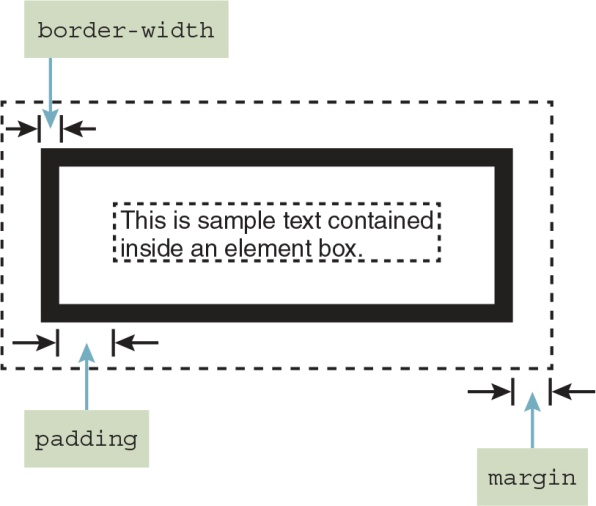 border-width
This is sample text contained
inside an element box.
padding
margin